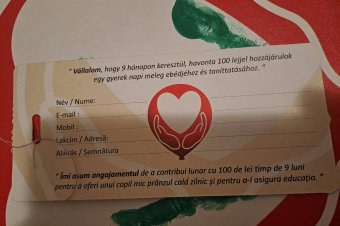 " Vállalom, hogy 9 hónapon keresztül, havonta 100 lejjel hozzájárulok
egy gyerek napi meleg ebédjéhez és taníttatásához. "
Név / Nume:
E-mail :
Mobil :
Lakcím / Adresă:
Aláírás / Semnătura
" Îmi asum angajamentul de a contribui lunar cu 100 de lei timp de 9 luni
pentru a oferi unui copil mic prânzul cald zilnic și pentru a-i asigura educația. "